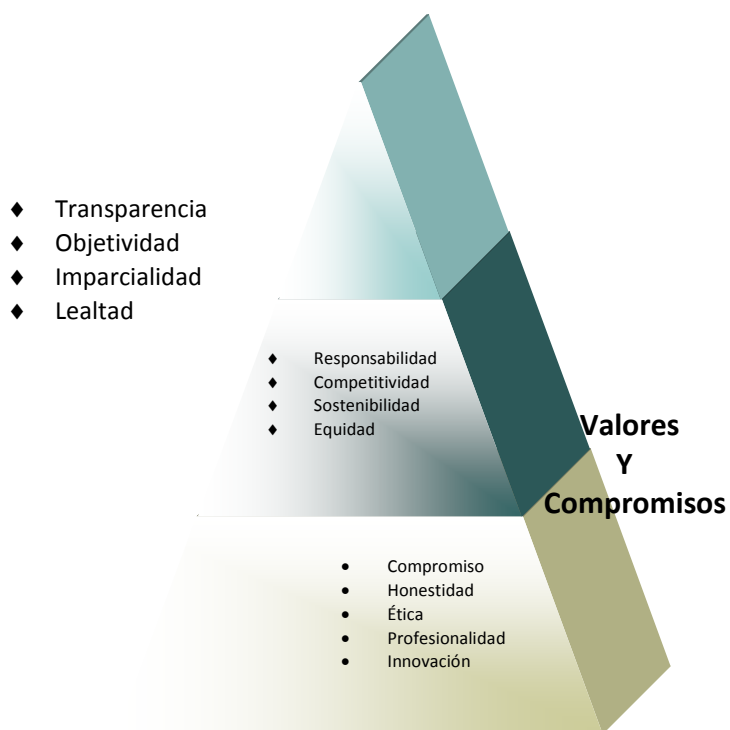 ♦ Transparencia
♦ Objetividad
♦ Imparcialidad
♦ Lealtad
♦ Responsabilidad
♦ Competitividad
♦ Sostenibilidad
♦ Equidad
Valores
Y
Compromisos
• Compromiso
• Honestidad
• Ética
• Profesionalidad
• Innovación